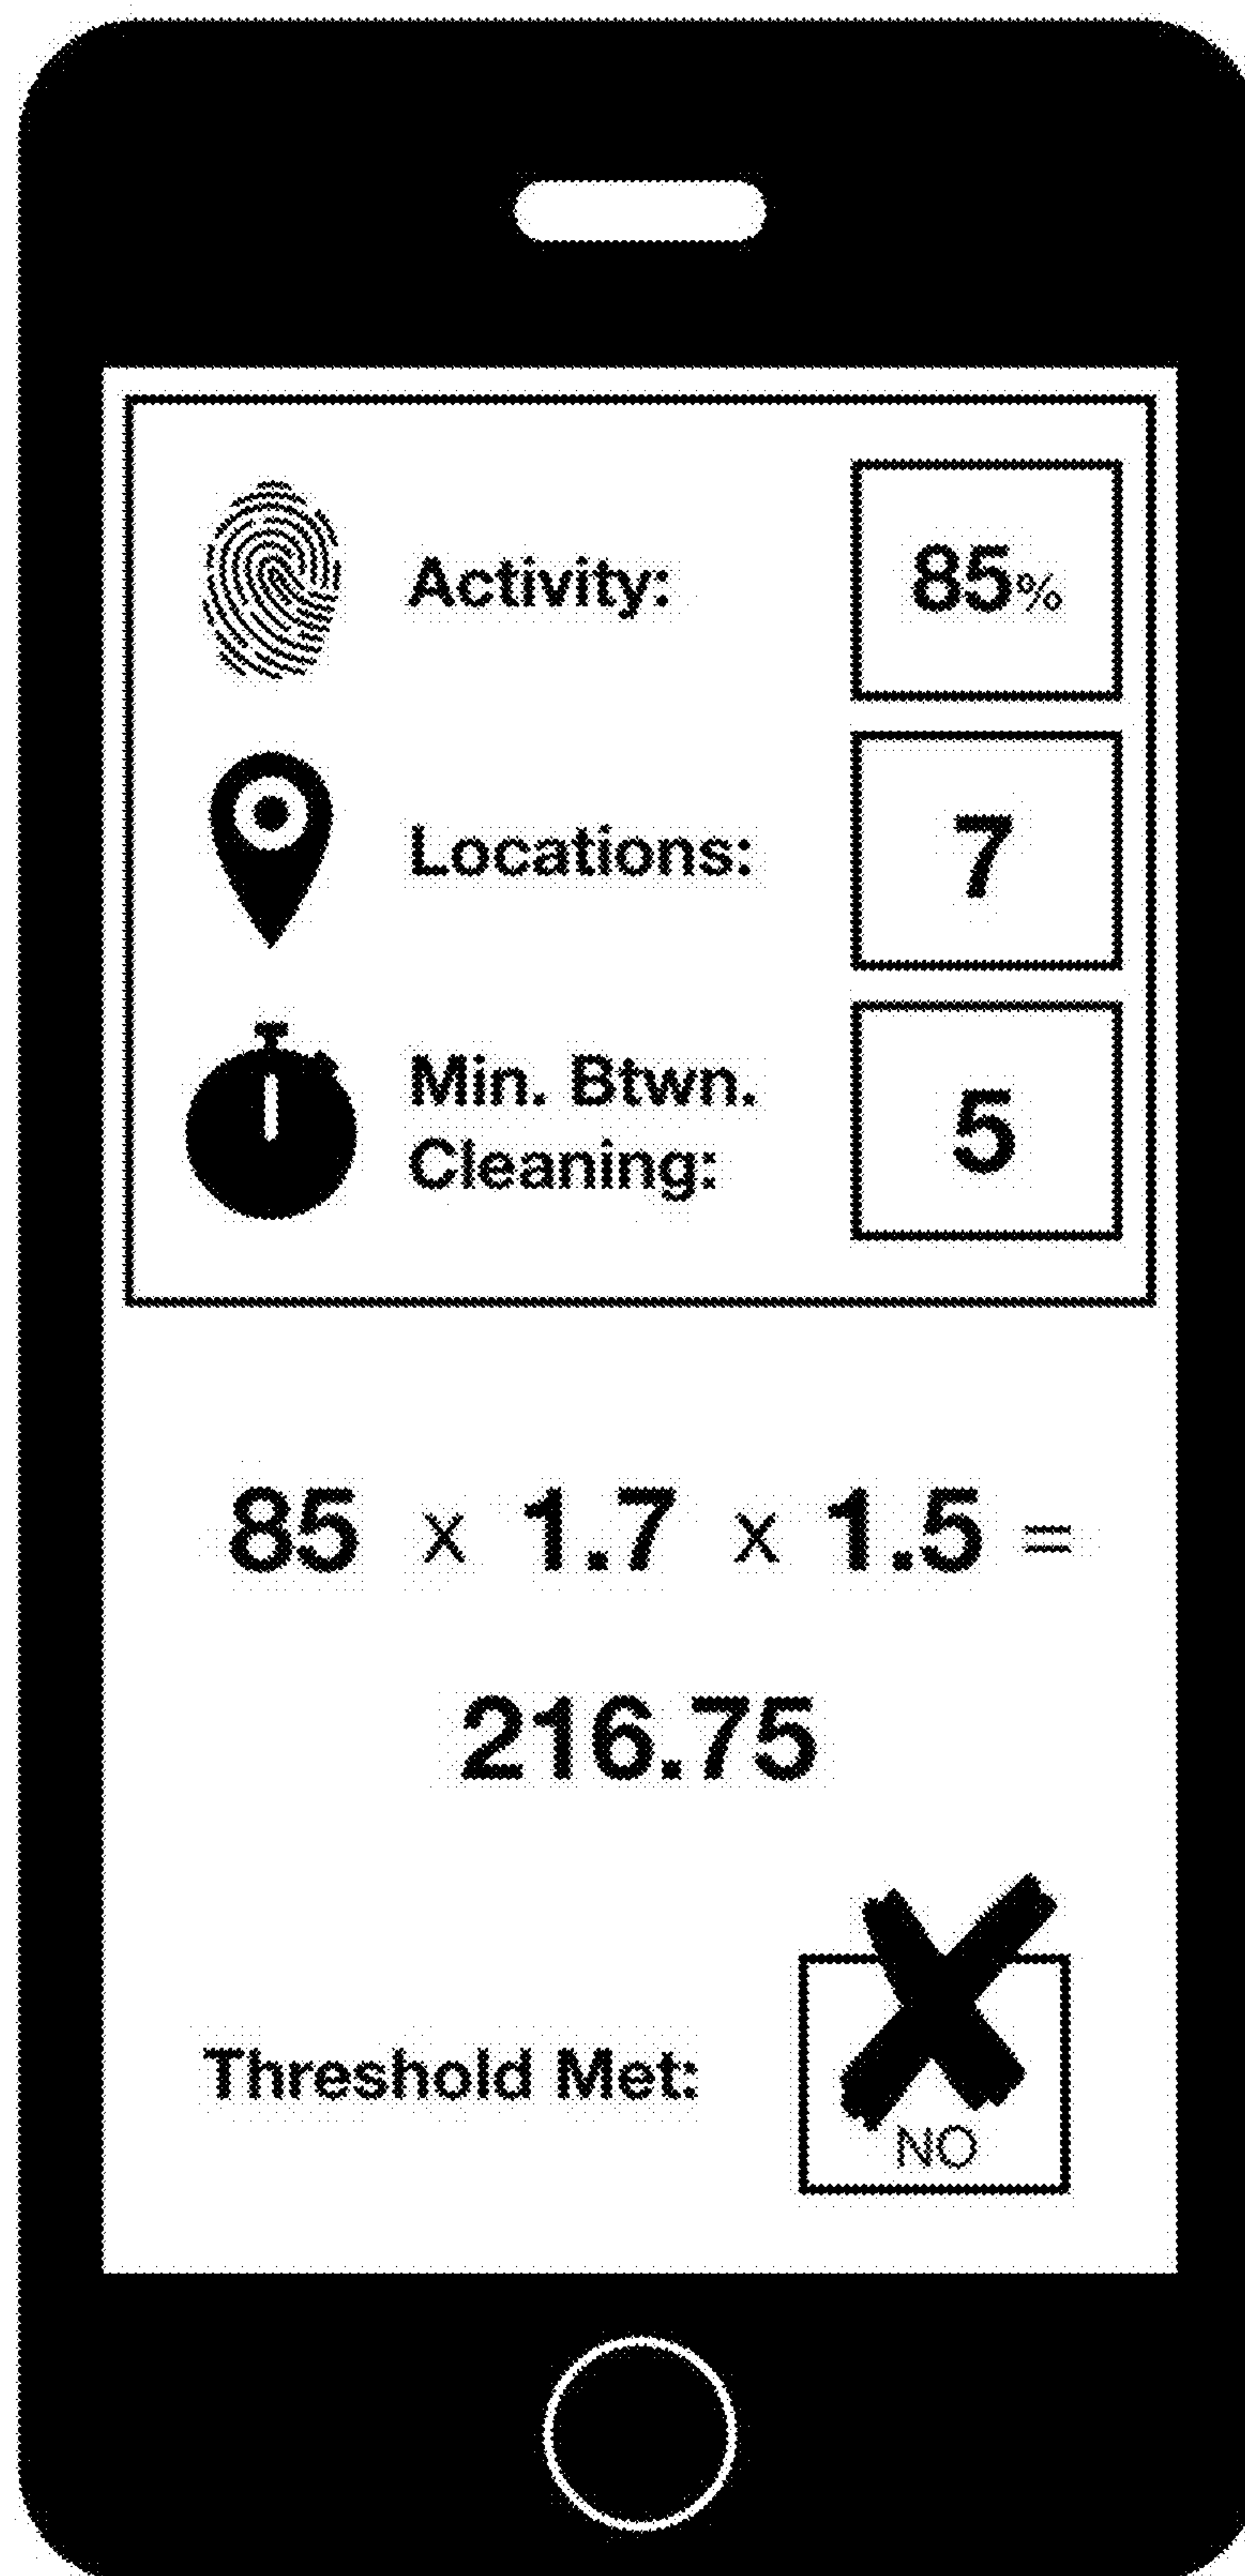 Activity: 85%
Locations: 7
Min. Btwn.
Cleaning: 5
85 x 1.7 x 1.5 =
216.75
Threshold Met:
NO